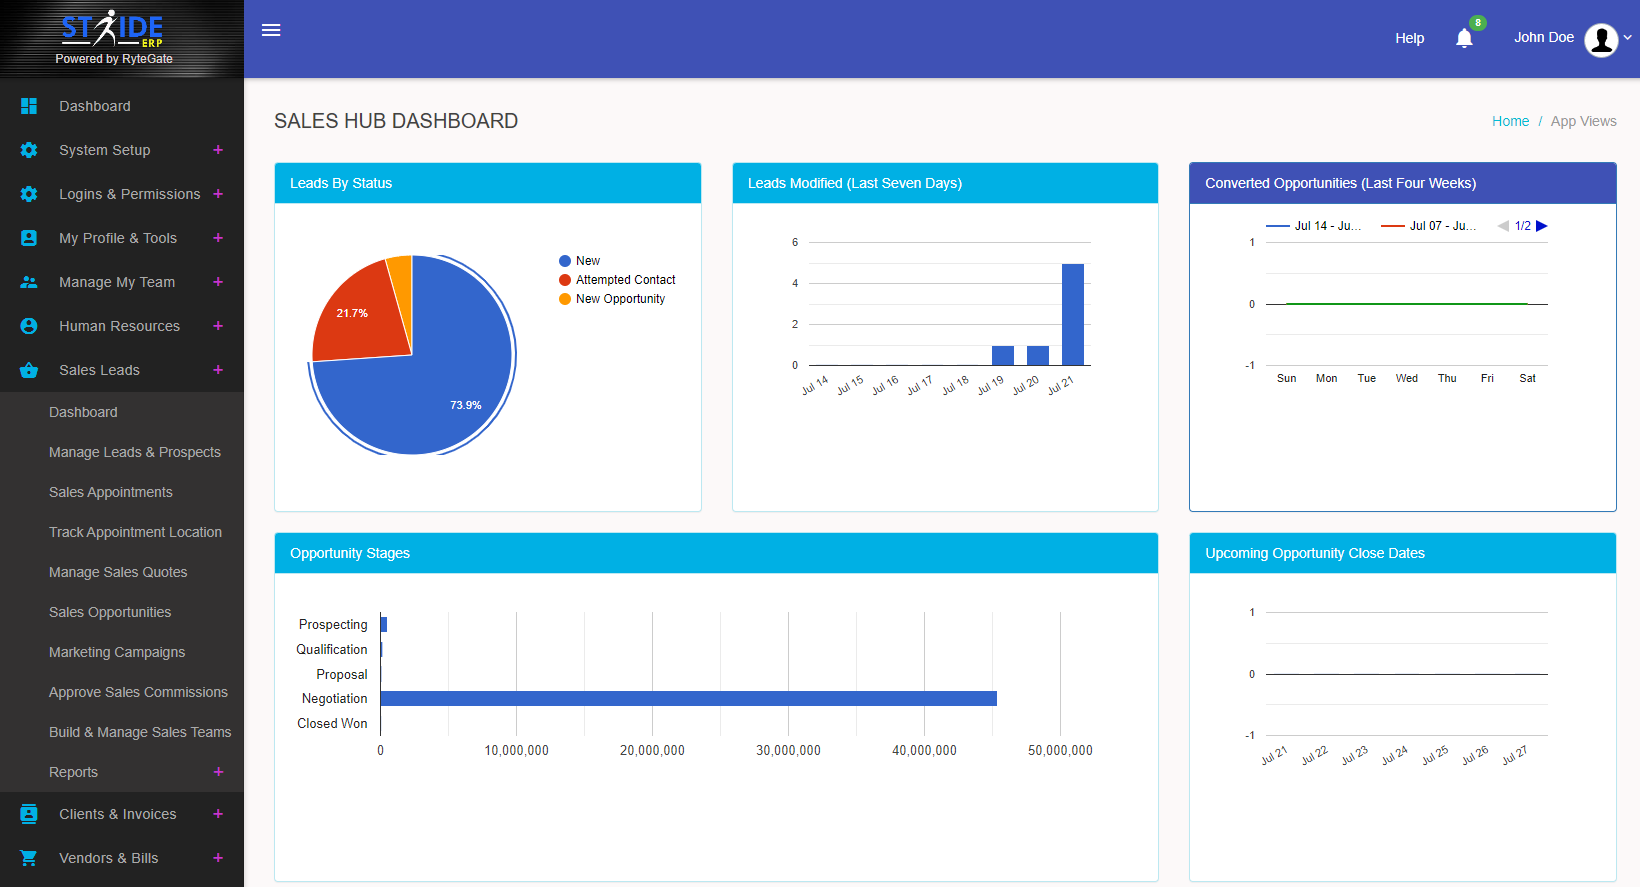 ST IDE
ERP
Powered by RyteGate
Help
8
John Doe
Dashboard
System Setup +
Logins & Permissions +
My Profile & Tools +
Manage My Team +
Human Resources +
Sales Leads +
Dashboard
Manage Leads & Prospects
Sales Appointments
Track Appointment Location
Manage Sales Quotes
Sales Opportunities
Marketing Campaigns
Approve Sales Commissions
Build & Manage Sales Teams
Reports +
Clients & Invoices +
Vendors & Bills +
SALES HUB DASHBOARD
Home / App Views
Leads By Status
New
Attempted Contact
New Opportunity
21.7%
73.9%
Leads Modified (Last Seven Days)
6
4
2
0
Jul 14 Jul 15 Jul 16 Jul 17 Jul 18 Jul 19 Jul 20 Jul 21
Converted Opportunities (Last Four Weeks)
Jul 14 - Ju... Jul 07 - Ju... 1/2
1
0
-1
Sun Mon Tue Wed Thu Fri Sat
Opportunity Stages
Prospecting
Qualification
Proposal
Negotiation
Closed Won
0 10,000,000 20,000,000 30,000,000 40,000,000 50,000,000
Upcoming Opportunity Close Dates
1
0
-1
Jul 21 Jul 22 Jul 23 Jul 24 Jul 25 Jul 26 Jul 27